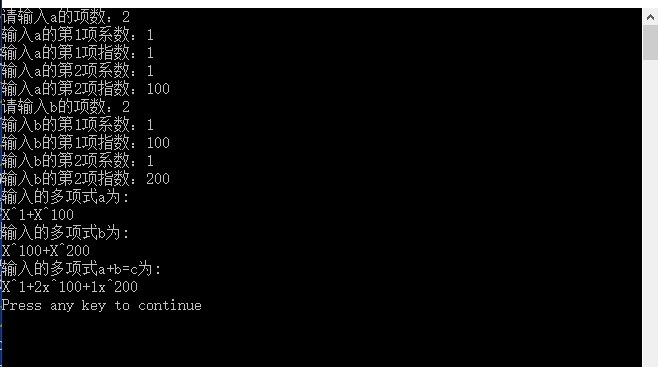 请输入a的项数：2
输入a的第1项系数：1
输入a的第1项指数：1
输入a的第2项系数：1
输入a的第2项指数：100
请输入b的项数：2
输入b的第1项系数：1
输入b的第1项指数：100
输入b的第2项系数：1
输入b的第2项指数：200
输入的多项式a为:
X^1+X^100
输入的多项式b为:
X^100+X^200
输入的多项式a+b=c为:
X^1+2x^100+1x^200
Press any key to continue